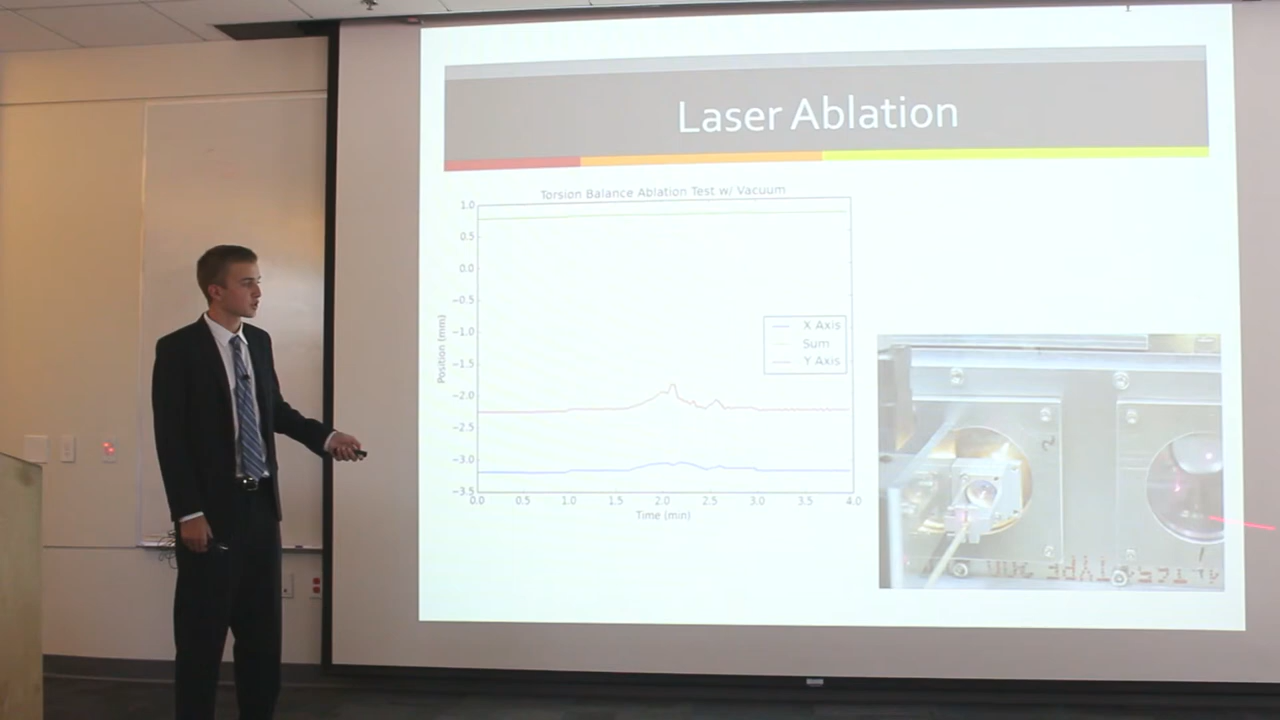 Laser Ablation
Torsion Balance Ablation Test w/ Vacuum
1.0
0.5
0.0
−0.5
−1.0
−1.5
−2.0
−2.5
−3.0
−3.5
Position (mm)
X Axis
Sum
Y Axis
0.0 0.5 1.0 1.5 2.0 2.5 3.0 3.5 4.0
Time (min)